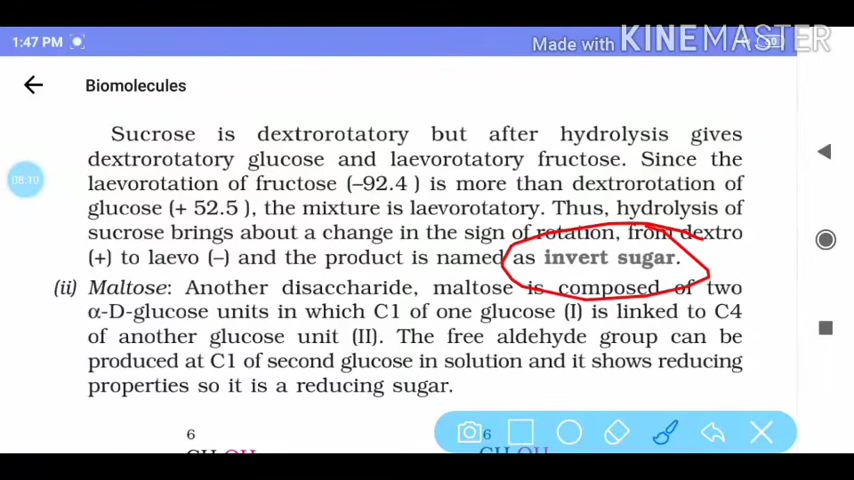 1:47 PM
Made with KINEMASTER
Biomolecules
Sucrose is dextrorotatory but after hydrolysis gives
dextrorotatory glucose and laevorotatory fructose. Since the
08:10
laevorotation of fructose (–92.4 ) is more than dextrorotation of
glucose (+ 52.5 ), the mixture is laevorotatory. Thus, hydrolysis of
sucrose brings about a change in the sign of rotation, from dextro
(+) to laevo (–) and the product is named as invert sugar.
(ii) Maltose: Another disaccharide, maltose is composed of two
α-D-glucose units in which C1 of one glucose (I) is linked to C4
of another glucose unit (II). The free aldehyde group can be
produced at C1 of second glucose in solution and it shows reducing
properties so it is a reducing sugar.
6 6